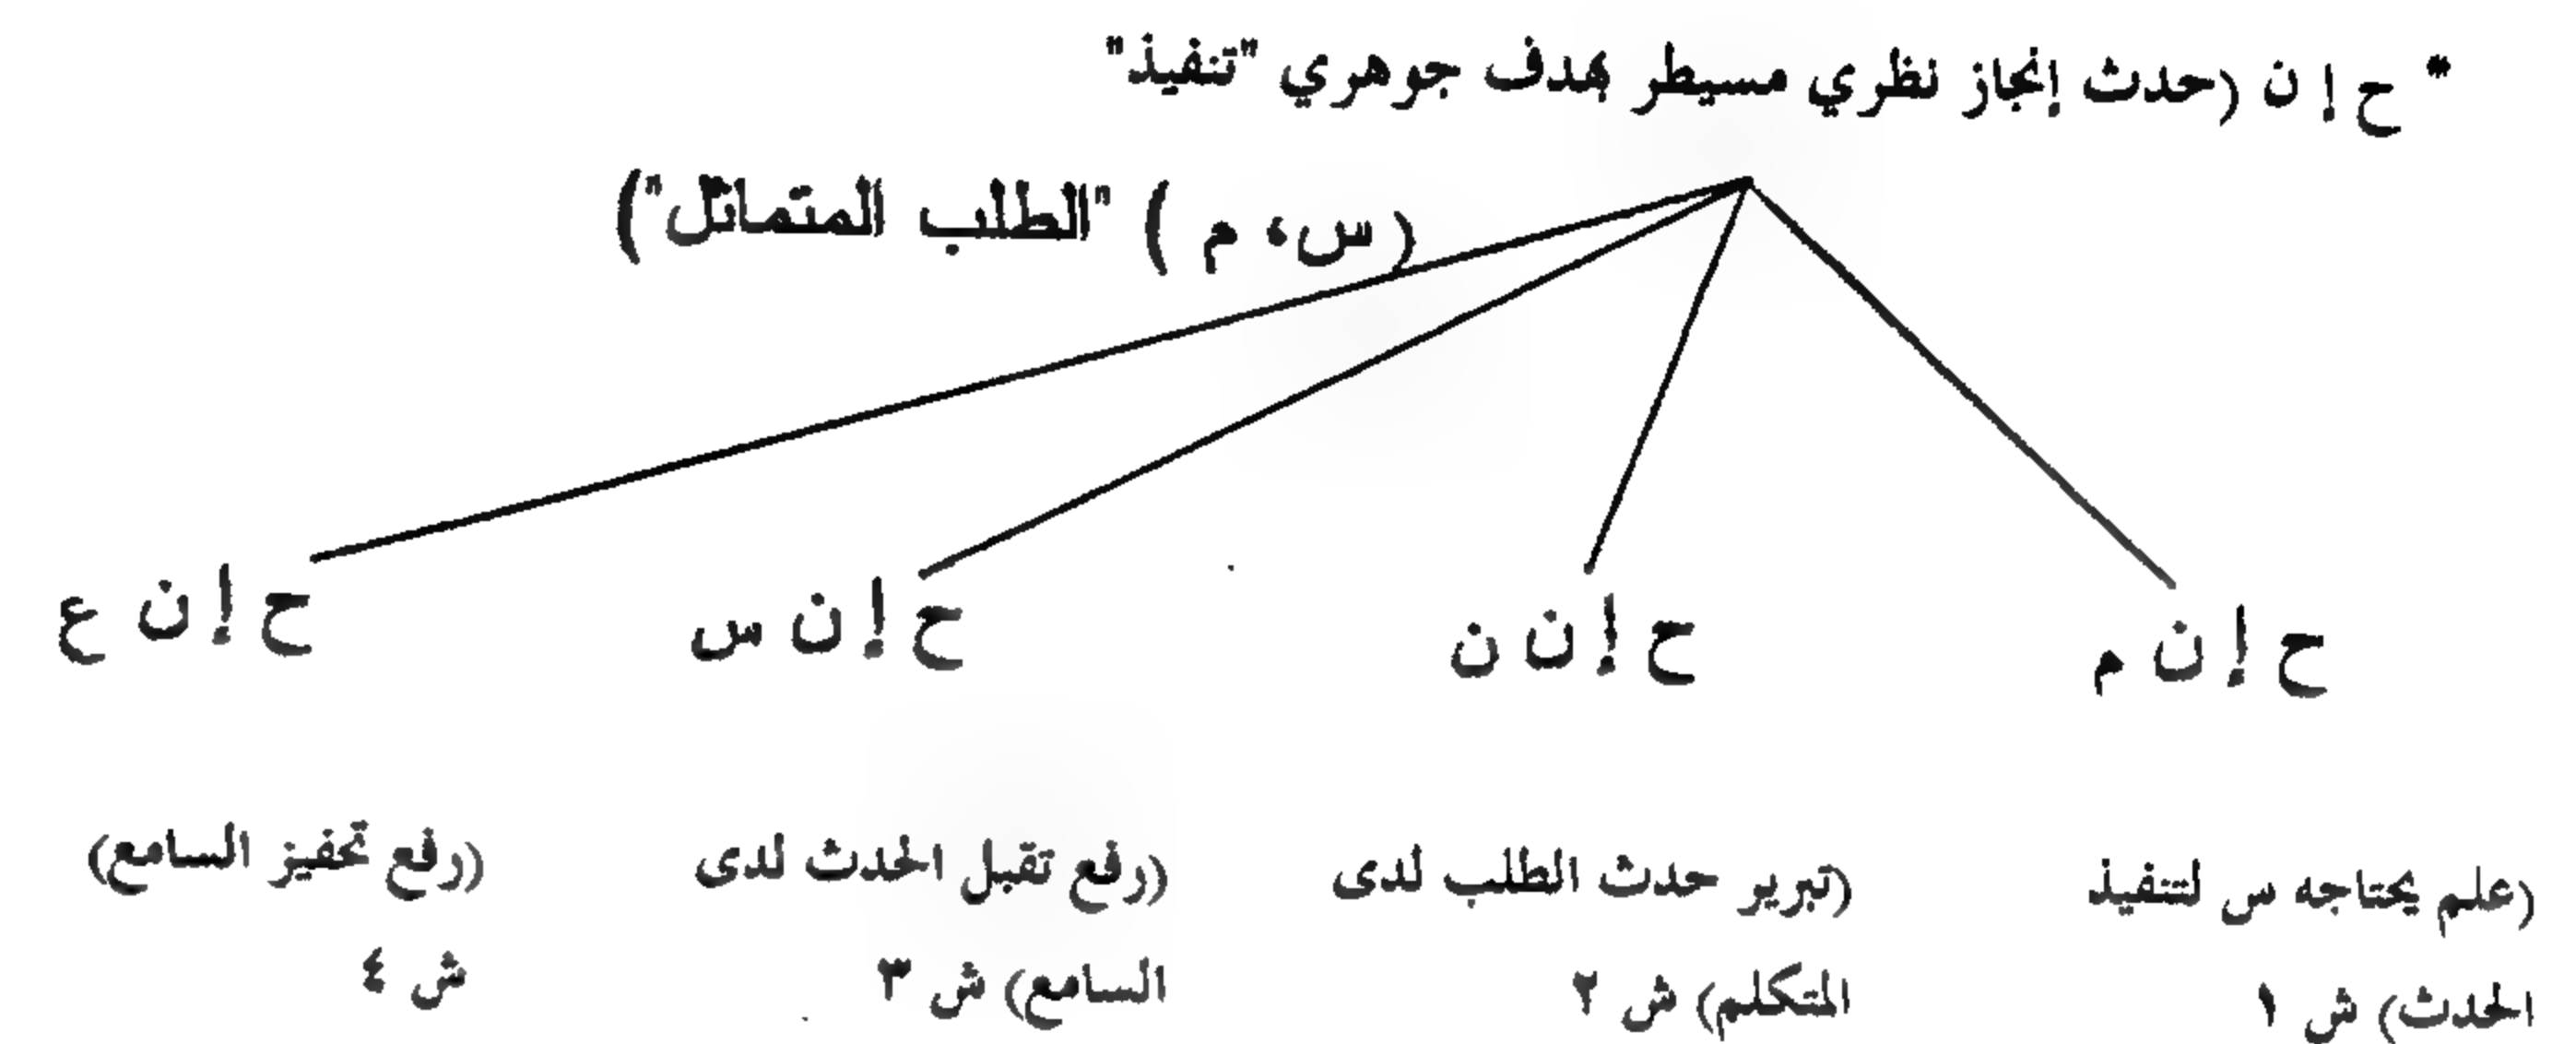 * ح إ ن (حدث إنجاز نظري مسيطر بهدف جوهري "تنفيذ"
(س، م ) "الطلب المتماثل")
ح إ ن م
ح إ ن ن
ح إ ن س
ح إ ن ع
(علم يحتاجه س لتنفيذ
الحدث) ش ١
(تبرير حدث الطلب لدى
المتكلم) ش ٢
(رفع تقبل الحدث لدى
السامع) ش ٣
(رفع تحفيز السامع)
ش ٤